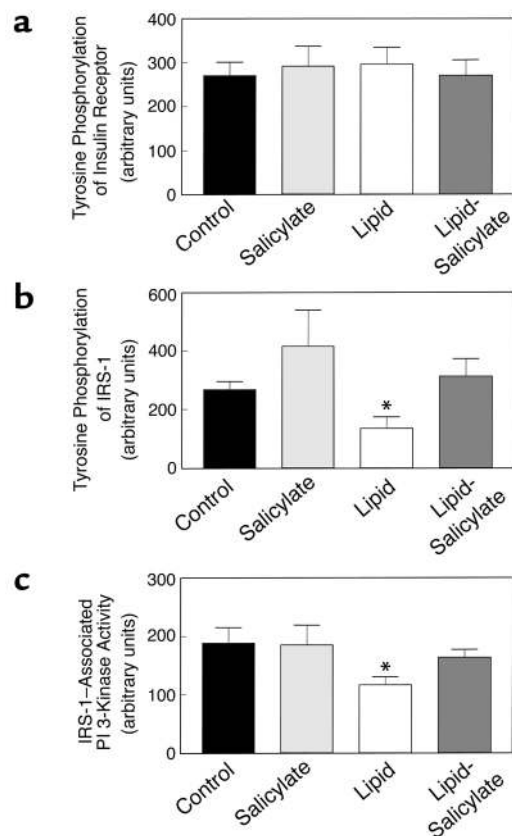 a
Tyrosine Phosphorylation
of Insulin Receptor
(arbitrary units)
400
300
200
100
0
Control
Salicylate
Lipid
Lipid-
Salicylate
b
Tyrosine Phosphorylation
of IRS-1
(arbitrary units)
600
400
200
0
*
Control
Salicylate
Lipid
Lipid-
Salicylate
c
IRS-1–Associated
PI 3-Kinase Activity
(arbitrary units)
300
200
100
0
*
Control
Salicylate
Lipid
Lipid-
Salicylate